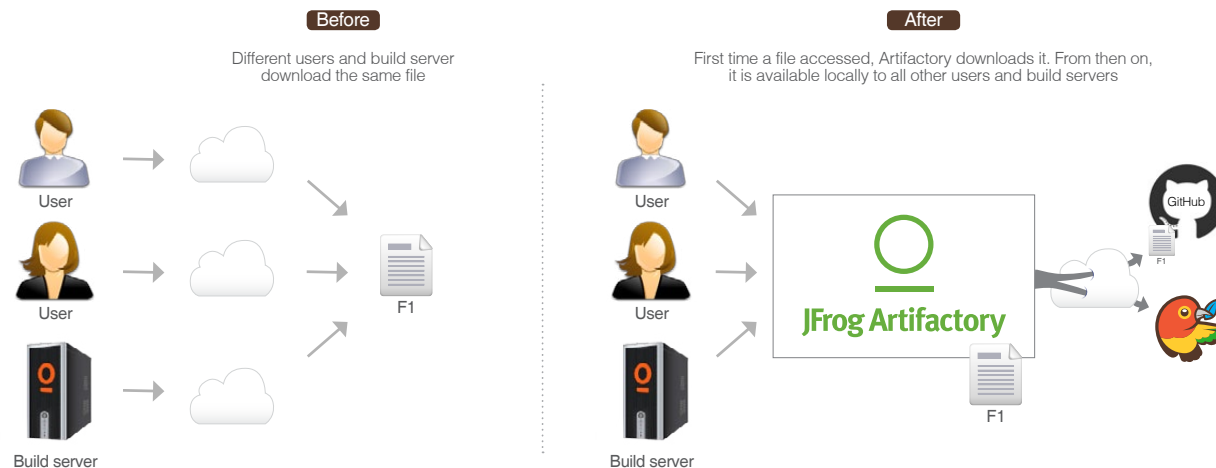 Before
Different users and build server
download the same file
User
User
F1
Build server
After
First time a file accessed, Artifactory downloads it. From then on,
it is available locally to all other users and build servers
User
User
Build server
JFrog Artifactory
F1
GitHub
F1